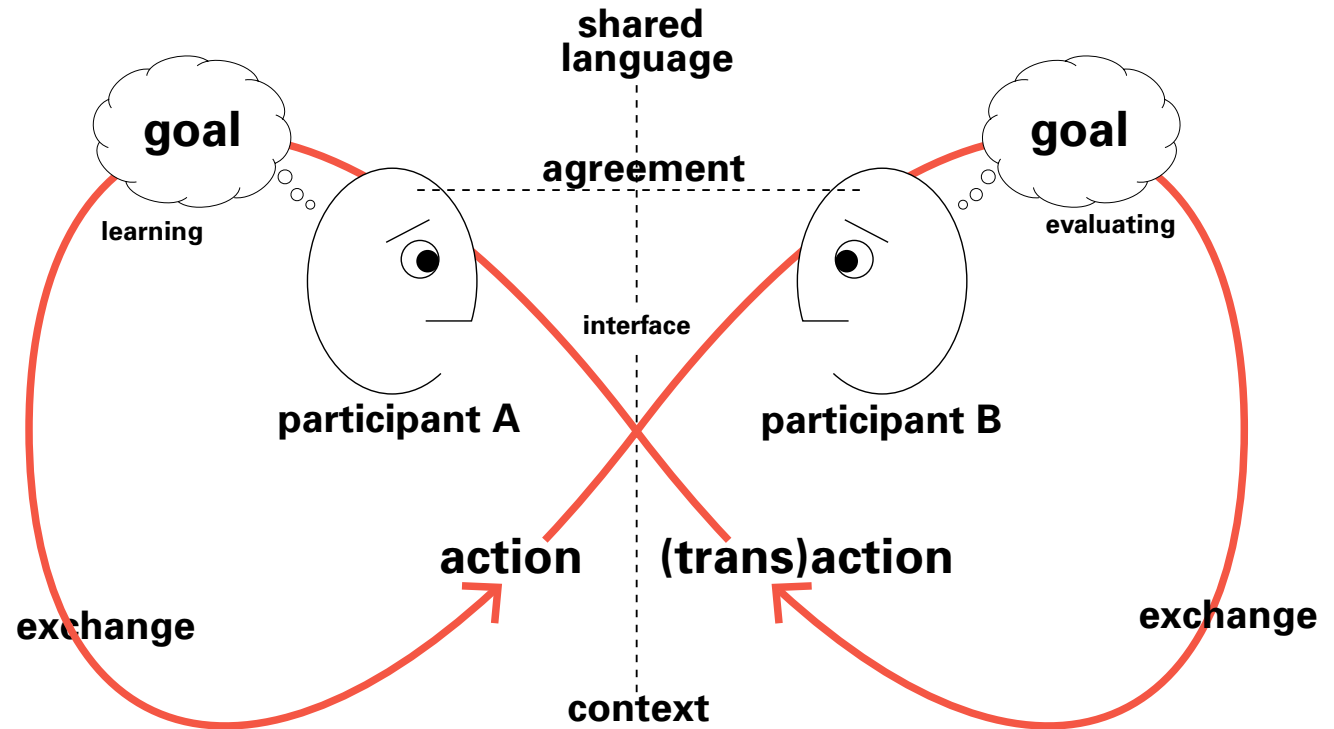 shared
language
goal
goal
agreement
learning
evaluating
interface
participant A
participant B
action
(trans)action
exchange
exchange
context